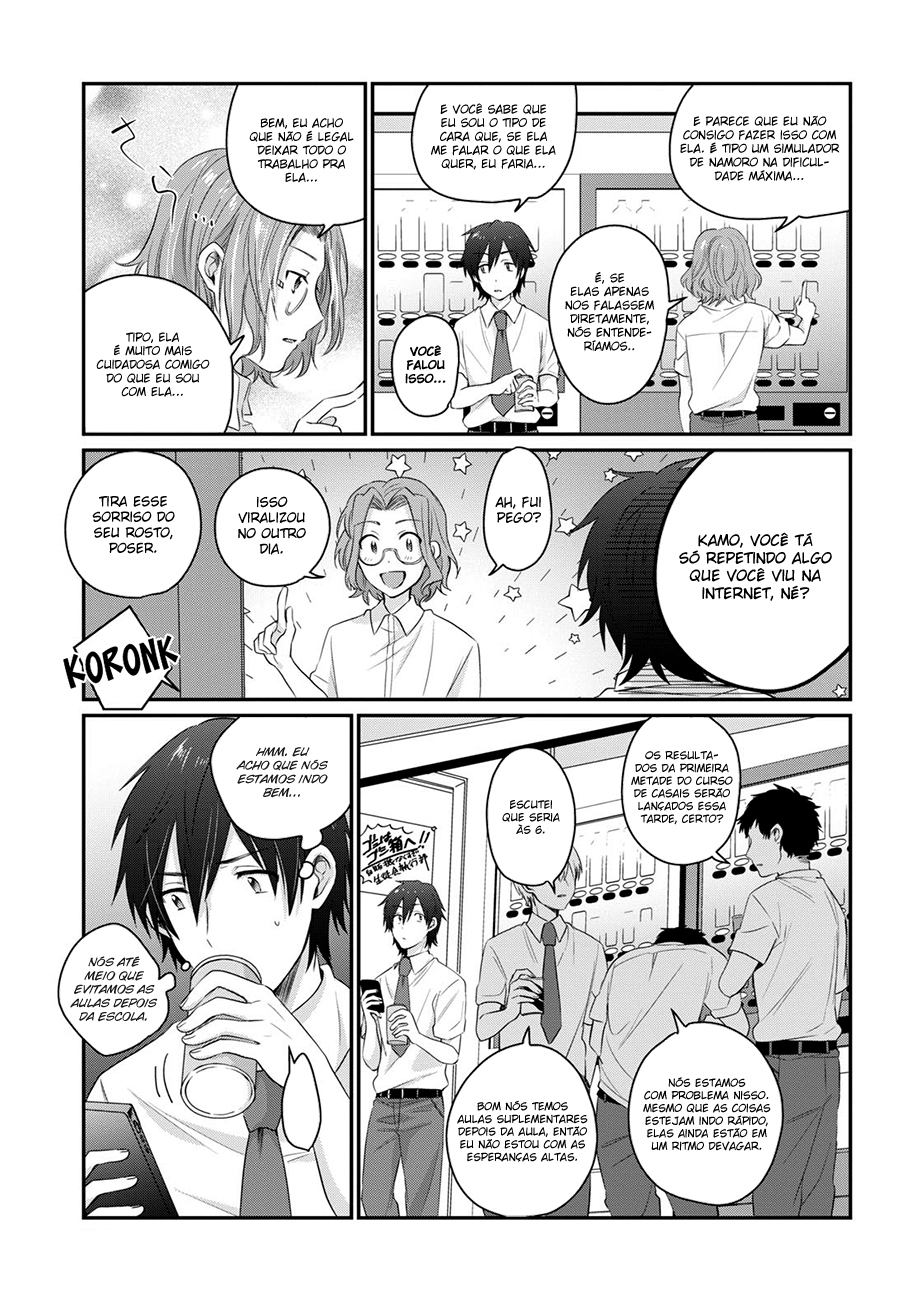 E PARECE QUE EU NÃO
CONSIGO FAZER ISSO COM
ELA. É TIPO UM SIMULADOR
DE NAMORO NA DIFICUL-
DADE MÁXIMA...
E VOCÊ SABE QUE
EU SOU O TIPO DE
CARA QUE, SE ELA
ME FALAR O QUE ELA
QUER, EU FARIA...
É, SE
ELAS APENAS
NOS FALASSEM
DIRETAMENTE,
NÓS ENTENDE-
RÍAMOS..
VOCÊ
FALOU
ISSO...
BEM, EU ACHO
QUE NÃO É LEGAL
DEIXAR TODO O
TRABALHO PRA
ELA...
TIPO, ELA
É MUITO MAIS
CUIDADOSA COMIGO
DO QUE EU SOU
COM ELA...
KAMO, VOCÊ TÁ
SÓ REPETINDO ALGO
QUE VOCÊ VIU NA
INTERNET, NÉ?
AH, FUI
PEGO?
ISSO
VIRALIZOU
NO OUTRO
DIA.
TIRA ESSE
SORRISO DO
SEU ROSTO,
POSER.
KORONK
OS RESULTA-
DOS DA PRIMEIRA
METADE DO CURSO
DE CASAIS SERÃO
LANÇADOS ESSA
TARDE, CERTO?
ESCUTEI
QUE SERIA
ÀS 6.
NÓS ESTAMOS
COM PROBLEMA NISSO.
MESMO QUE AS COISAS
ESTEJAM INDO RÁPIDO,
ELAS AINDA ESTÃO EM
UM RITMO DEVAGAR.
BOM NÓS TEMOS
AULAS SUPLEMENTARES
DEPOIS DA AULA, ENTÃO
EU NÃO ESTOU COM AS
ESPERANÇAS ALTAS.
ゴミは
ゴミ箱へ!!
HMM. EU
ACHO QUE NÓS
ESTAMOS INDO
BEM...
NÓS ATÉ
MEIO QUE
EVITAMOS AS
AULAS DEPOIS
DA ESCOLA.